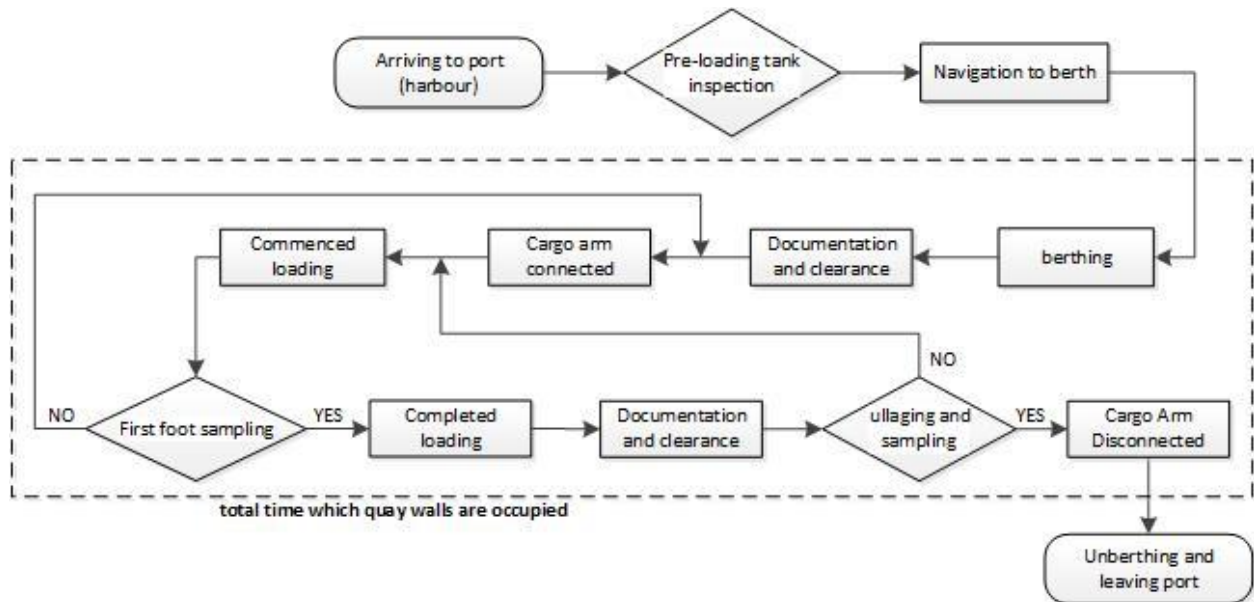 Arriving to port
(harbour)
Pre-loading tank
inspection
Navigation to berth
Commenced
loading
Cargo arm
connected
Documentation
and clearance
berthing
NO
NO
First foot sampling
YES
Completed
loading
Documentation
and clearance
ullaging and
sampling
YES
Cargo Arm
Disconnected
total time which quay walls are occupied
Unberthing and
leaving port